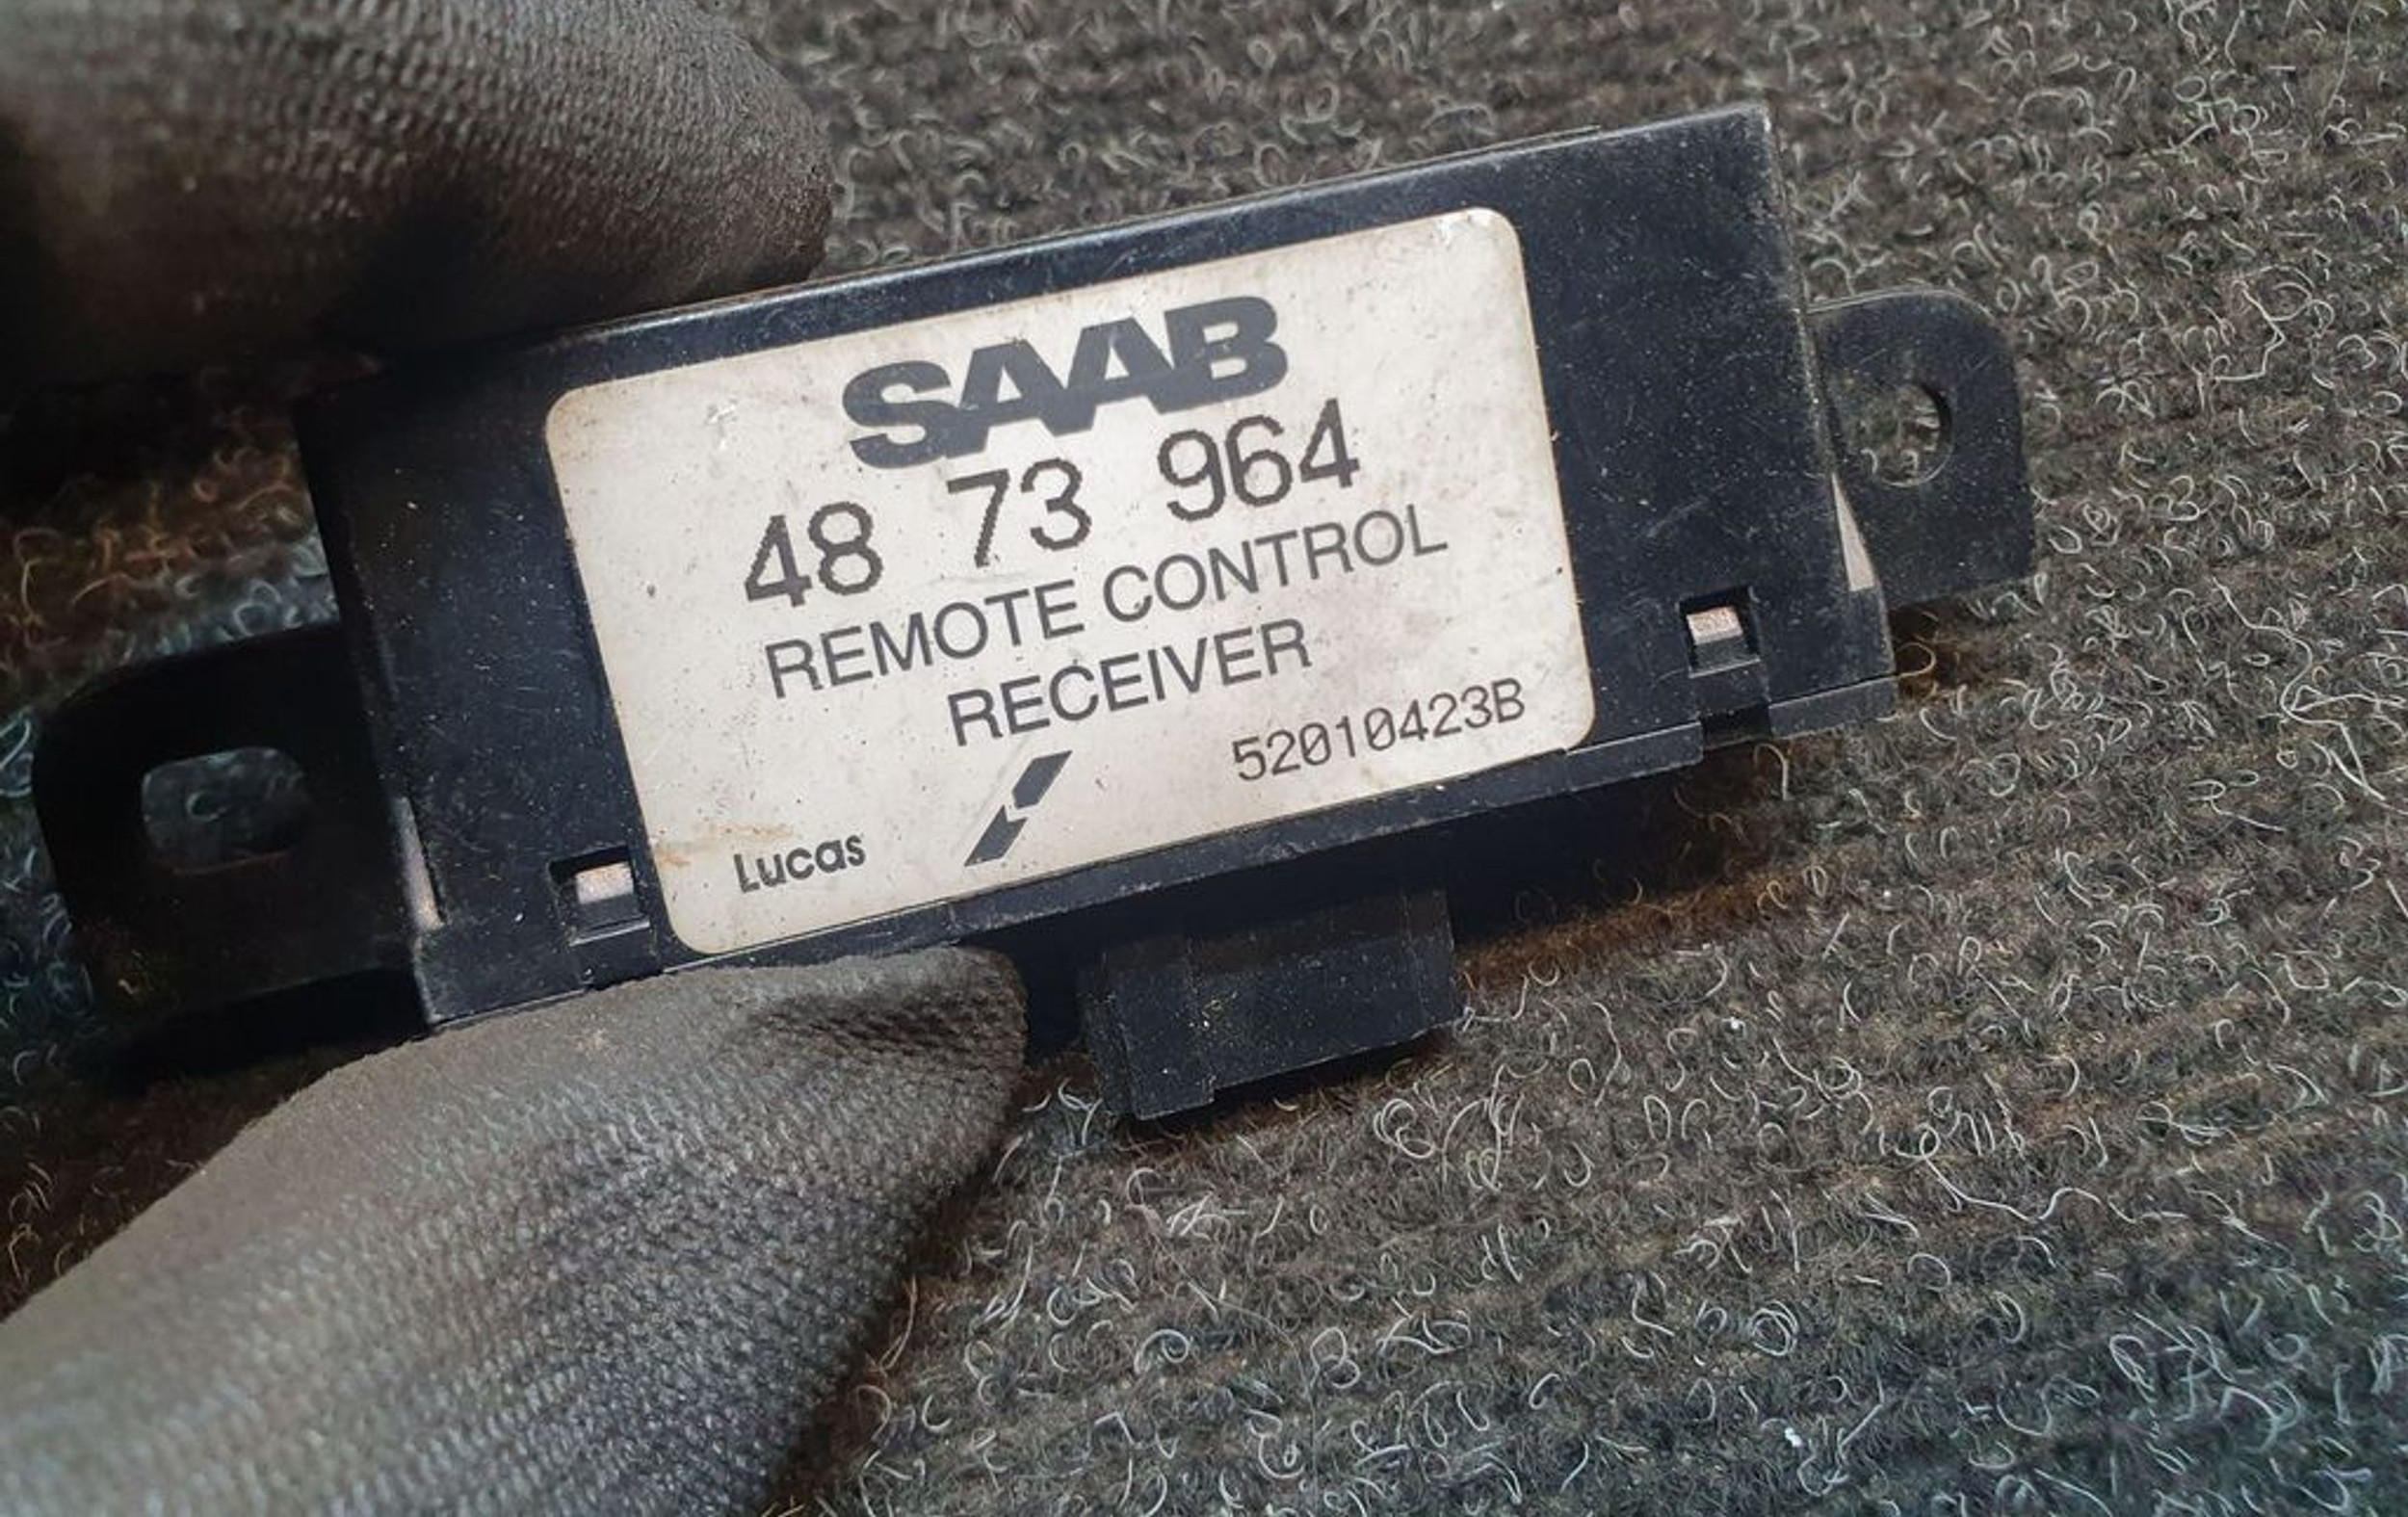 SAAB
48 73 964
REMOTE CONTROL
RECEIVER
52010423B
Lucas